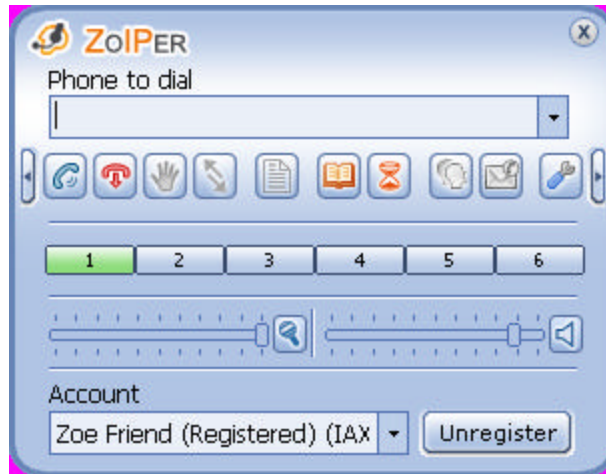 ZoIPER
Phone to dial
1 2 3 4 5 6
Account
Zoe Friend (Registered) (IAX
Unregister